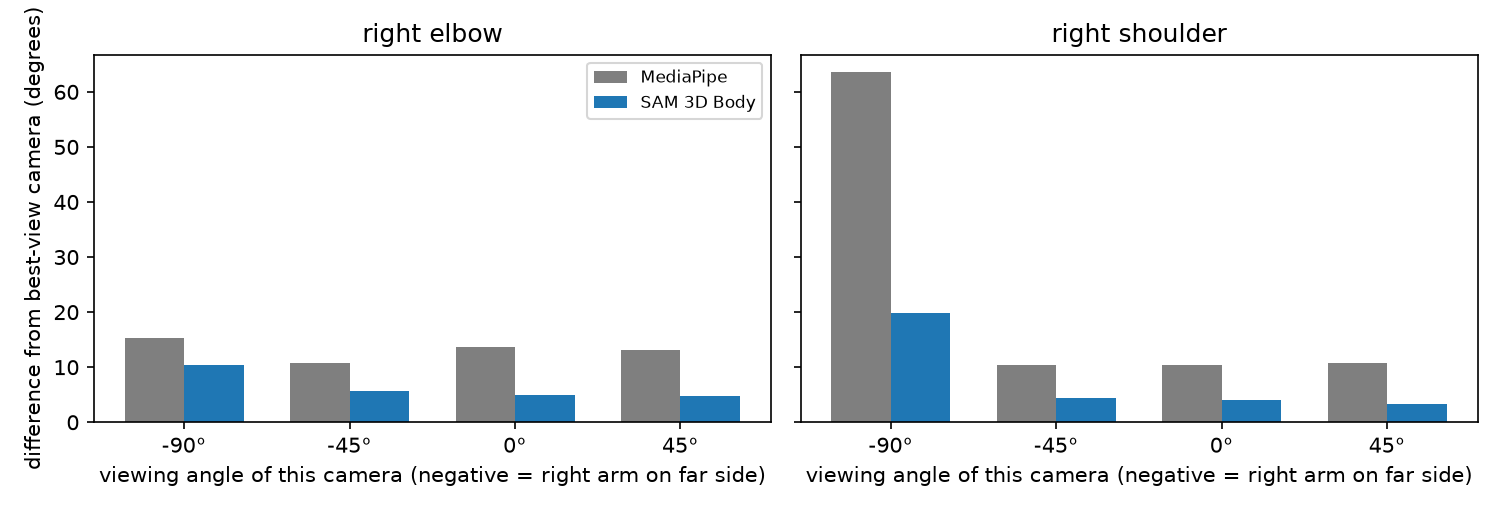 right elbow
right shoulder
difference from best-view camera (degrees)
60
50
40
30
20
10
0
MediaPipe
SAM 3D Body
-90° -45° 0° 45°
-90° -45° 0° 45°
viewing angle of this camera (negative = right arm on far side)
viewing angle of this camera (negative = right arm on far side)